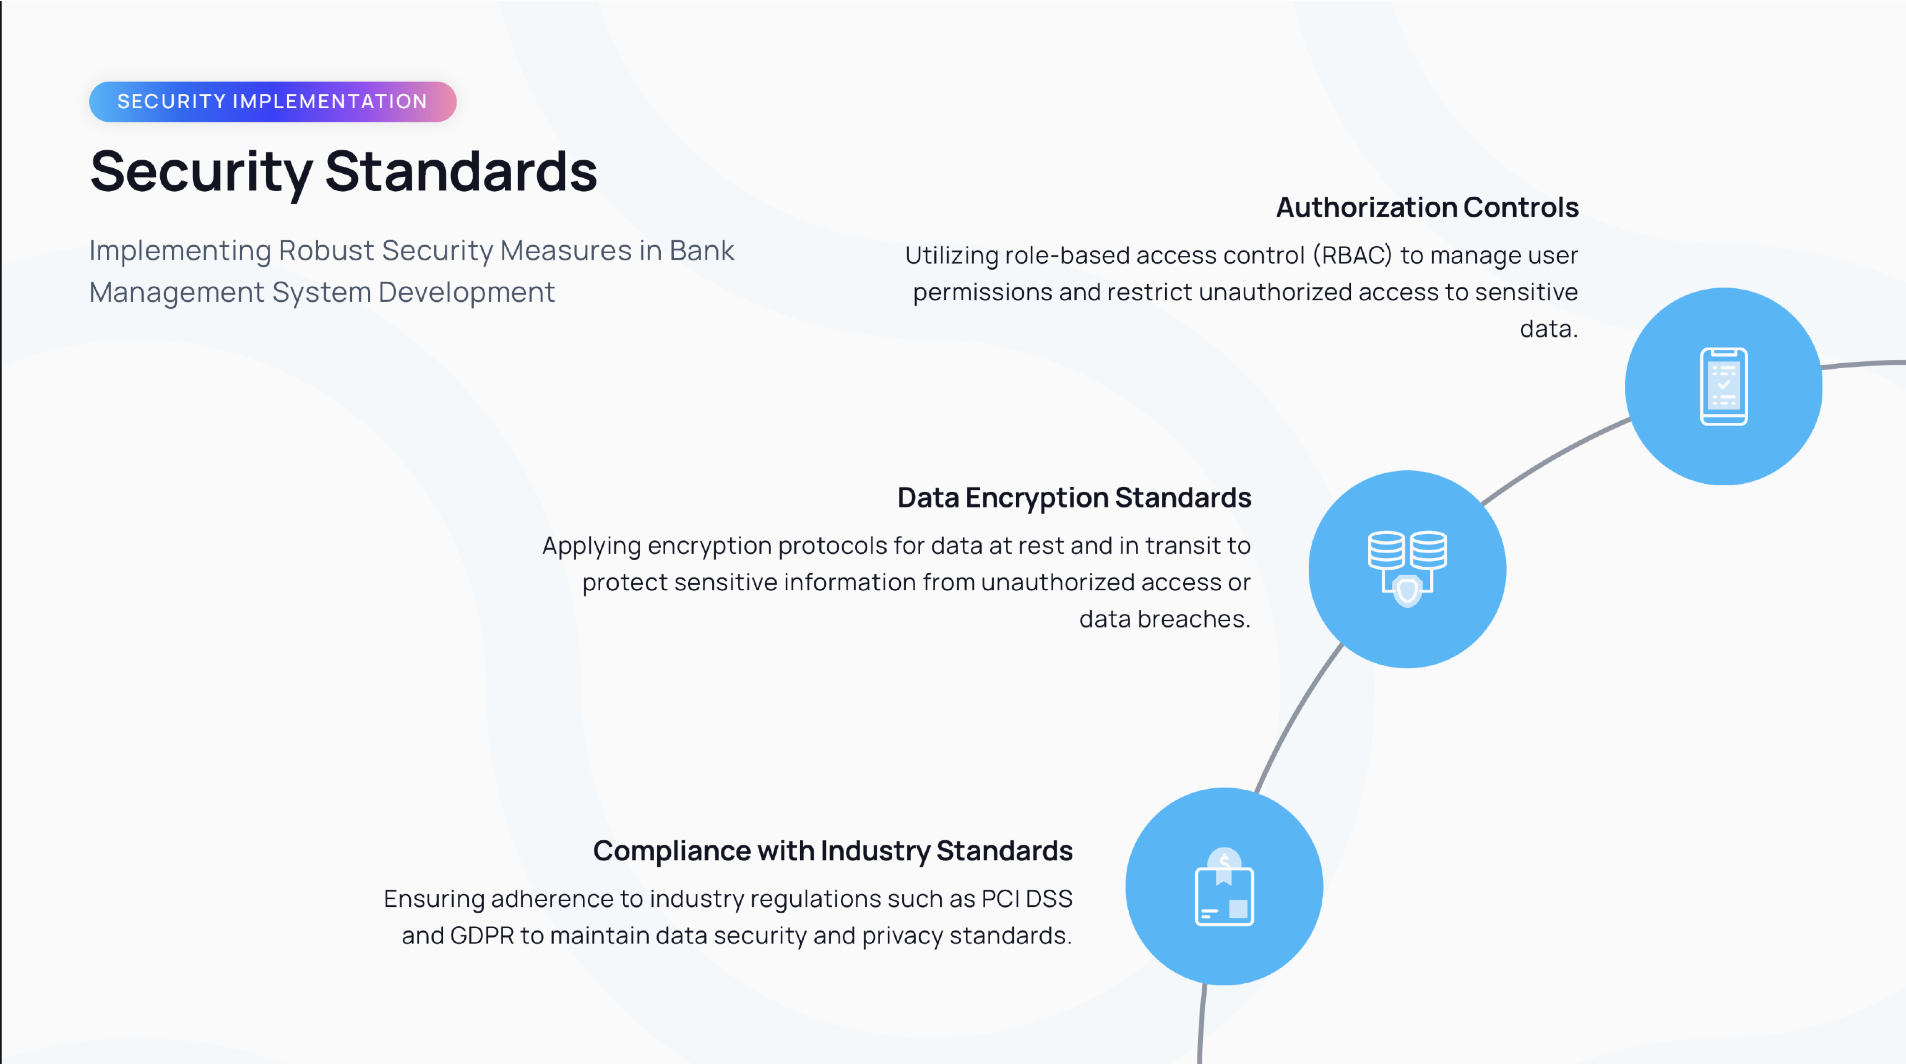 SECURITY IMPLEMENTATION
Security Standards
Implementing Robust Security Measures in Bank
Management System Development
Authorization Controls
Utilizing role-based access control (RBAC) to manage user
permissions and restrict unauthorized access to sensitive
data.
Data Encryption Standards
Applying encryption protocols for data at rest and in transit to
protect sensitive information from unauthorized access or
data breaches.
Compliance with Industry Standards
Ensuring adherence to industry regulations such as PCI DSS
and GDPR to maintain data security and privacy standards.
$